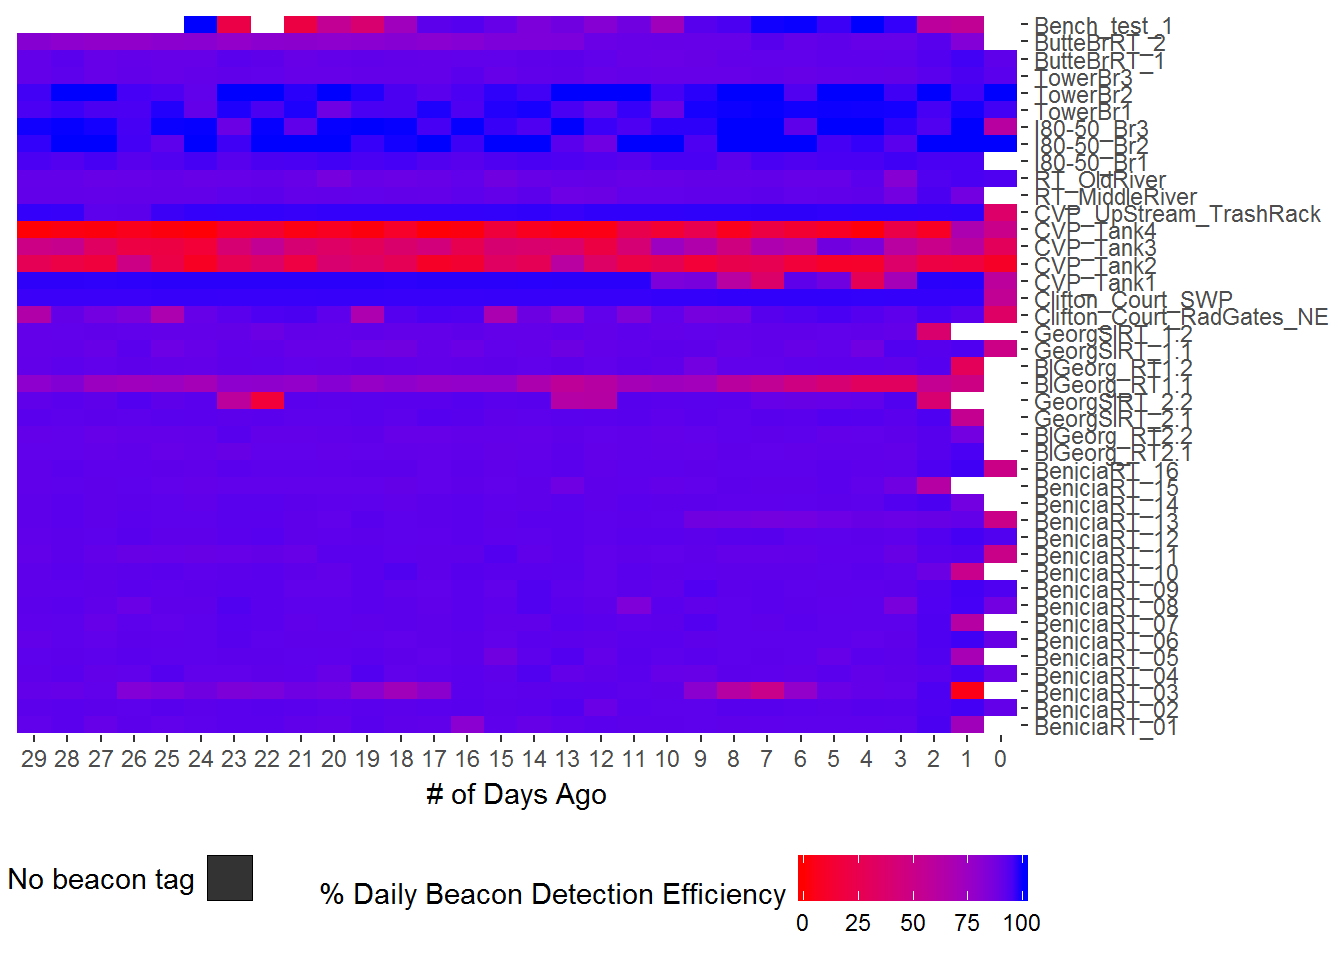 Bench_test_1
ButteBrRT_2
ButteBrRT_1
TowerBr3
TowerBr2
TowerBr1
I80-50_Br3
I80-50_Br2
I80-50_Br1
RT_OldRiver
RT_MiddleRiver
CVP_UpStream_TrashRack
CVP_Tank4
CVP_Tank3
CVP_Tank2
CVP_Tank1
Clifton_Court_SWP
Clifton_Court_RadGates_NE
GeorgSlRT_1.2
GeorgSlRT_1.1
BlGeorg_RT1.2
BlGeorg_RT1.1
GeorgSlRT_2.2
GeorgSlRT_2.1
BlGeorg_RT2.2
BlGeorg_RT2.1
BeniciaRT_16
BeniciaRT_15
BeniciaRT_14
BeniciaRT_13
BeniciaRT_12
BeniciaRT_11
BeniciaRT_10
BeniciaRT_09
BeniciaRT_08
BeniciaRT_07
BeniciaRT_06
BeniciaRT_05
BeniciaRT_04
BeniciaRT_03
BeniciaRT_02
BeniciaRT_01
29 28 27 26 25 24 23 22 21 20 19 18 17 16 15 14 13 12 11 10 9 8 7 6 5 4 3 2 1 0
# of Days Ago
No beacon tag
% Daily Beacon Detection Efficiency
0 25 50 75 100